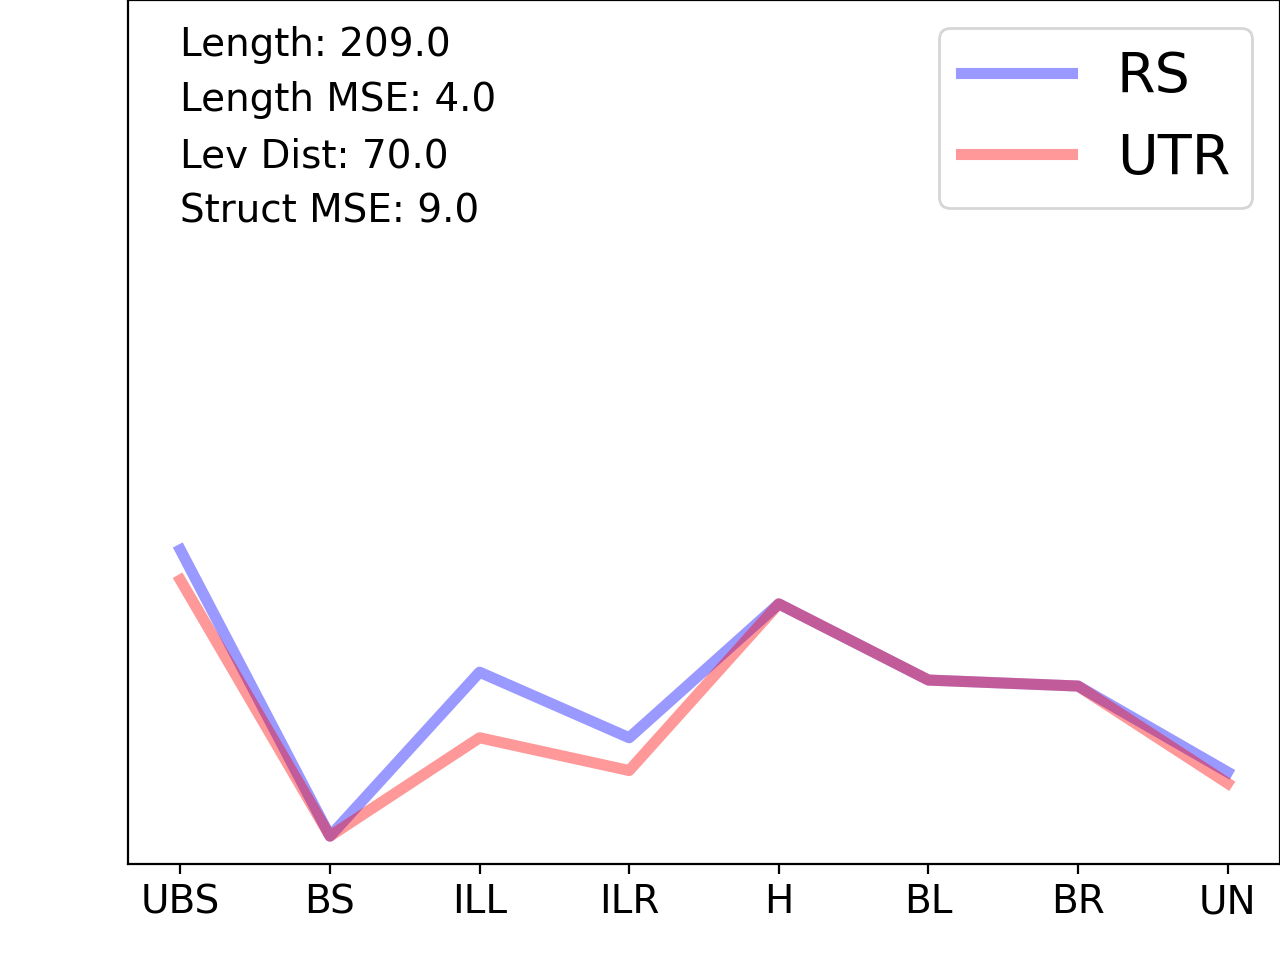 Length: 209.0
Length MSE: 4.0
Lev Dist: 70.0
Struct MSE: 9.0
RS
UTR
UBS BS ILL ILR H BL BR UN